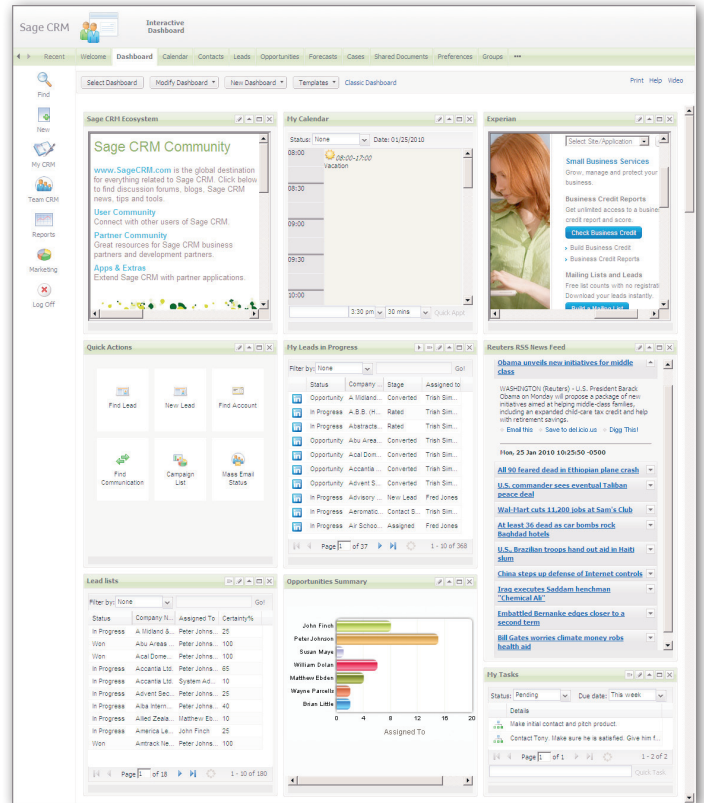 Sage CRM
Interactive
Dashboard
Recent
Welcome Dashboard Calendar Contacts Leads Opportunities Forecasts Cases Shared Documents Preferences Groups •••
Find
New
My CRM
Team CRM
Reports
Marketing
Log Off
Select Dashboard Modify Dashboard New Dashboard Templates Classic Dashboard
Print Help Video
Sage CRM Ecosystem
Sage CRM Community
www.SageCRM.com is the global destination
for everything related to Sage CRM. Click below
to find discussion forums, blogs, Sage CRM
news, tips and tools.
User Community
Connect with other users of Sage CRM.
Partner Community
Great resources for Sage CRM business
partners and development partners.
Apps & Extras
Extend Sage CRM with partner applications.
My Calendar
Status: None Date: 01/25/2010
08:00
08:00-17:00
Vacation
08:30
09:00
09:30
10:00
3:30 pm 30 mins Quick Appt
Experian
Select Site/Application
Small Business Services
Grow, manage and protect your
business.
Business Credit Reports
Get unlimited access to a busine
credit report and score.
Check Business Credit
Build Business Credit
Business Credit Reports
Mailing Lists and Leads
Free list counts with no registrati
Download your leads instantly.
Build a Mailing List
Quick Actions
Find Lead
New Lead
Find Account
Find
Communication
Campaign
List
Mass Email
Status
My Leads in Progress
Filter by: None Go!
Status Company ... Stage Assigned to
Opportunity A Midland... Converted Trish Sim...
In Progress A.B.B. (H... Rated Trish Sim...
In Progress Abstracta... Rated Trish Sim...
Opportunity Abu Area... Converted Trish Sim...
Opportunity Acal Dom... Converted Trish Sim...
Opportunity Accantia ... Converted Trish Sim...
Opportunity Advent S... Converted Trish Sim...
In Progress Advisory ... New Lead Fred Jones
In Progress Aeromatic... Contact S... Trish Sim...
In Progress Air Schoo... Assigned Fred Jones
Page 1 of 37 1 - 10 of 368
Reuters RSS News Feed
Obama unveils new initiatives for middle
class
WASHINGTON (Reuters) - U.S. President Barack
Obama on Monday will propose a package of new
initiatives aimed at helping middle-class families,
including an expanded child-care tax credit and help
with retirement savings.
Email this Save to del.icio.us Digg This!
Mon, 25 Jan 2010 10:25:50 -0500
All 90 feared dead in Ethiopian plane crash
U.S. commander sees eventual Taliban
peace deal
Wal-Mart cuts 11,200 jobs at Sam's Club
At least 36 dead as car bombs rock
Baghdad hotels
U.S., Brazilian troops hand out aid in Haiti
slum
China steps up defense of Internet controls
Iraq executes Saddam henchman
"Chemical Ali"
Embattled Bernanke edges closer to a
second term
Bill Gates worries climate money robs
health aid
Lead lists
Filter by: None Go!
Status Company N... Assigned To Certainty%
In Progress A Midland &... Peter Johns... 25
Won Abu Areas ... Peter Johns... 100
Won Acal Dome... Peter Johns... 100
In Progress Accantia Ltd. Peter Johns... 65
In Progress Accantia Ltd. System Ad... 10
In Progress Advent Sec... Peter Johns... 25
In Progress Alba Intern... Peter Johns... 40
In Progress Allied Zeala... Matthew Eb... 10
In Progress America Le... John Finch 25
Won Amtrack Ne... Peter Johns... 100
Page 1 of 18 1 - 10 of 180
Opportunities Summary
John Finch
Peter Johnson
Susan Maye
William Dolan
Matthew Ebden
Wayne Parcells
Brian Little
0 4 8 12 16 20
Assigned To
My Tasks
Status: Pending Due date: This week
Details
Make initial contact and pitch product.
Contact Tony. Make sure he is satisfied. Give him f...
Page 1 of 1 1 - 2 of 2
Quick Task